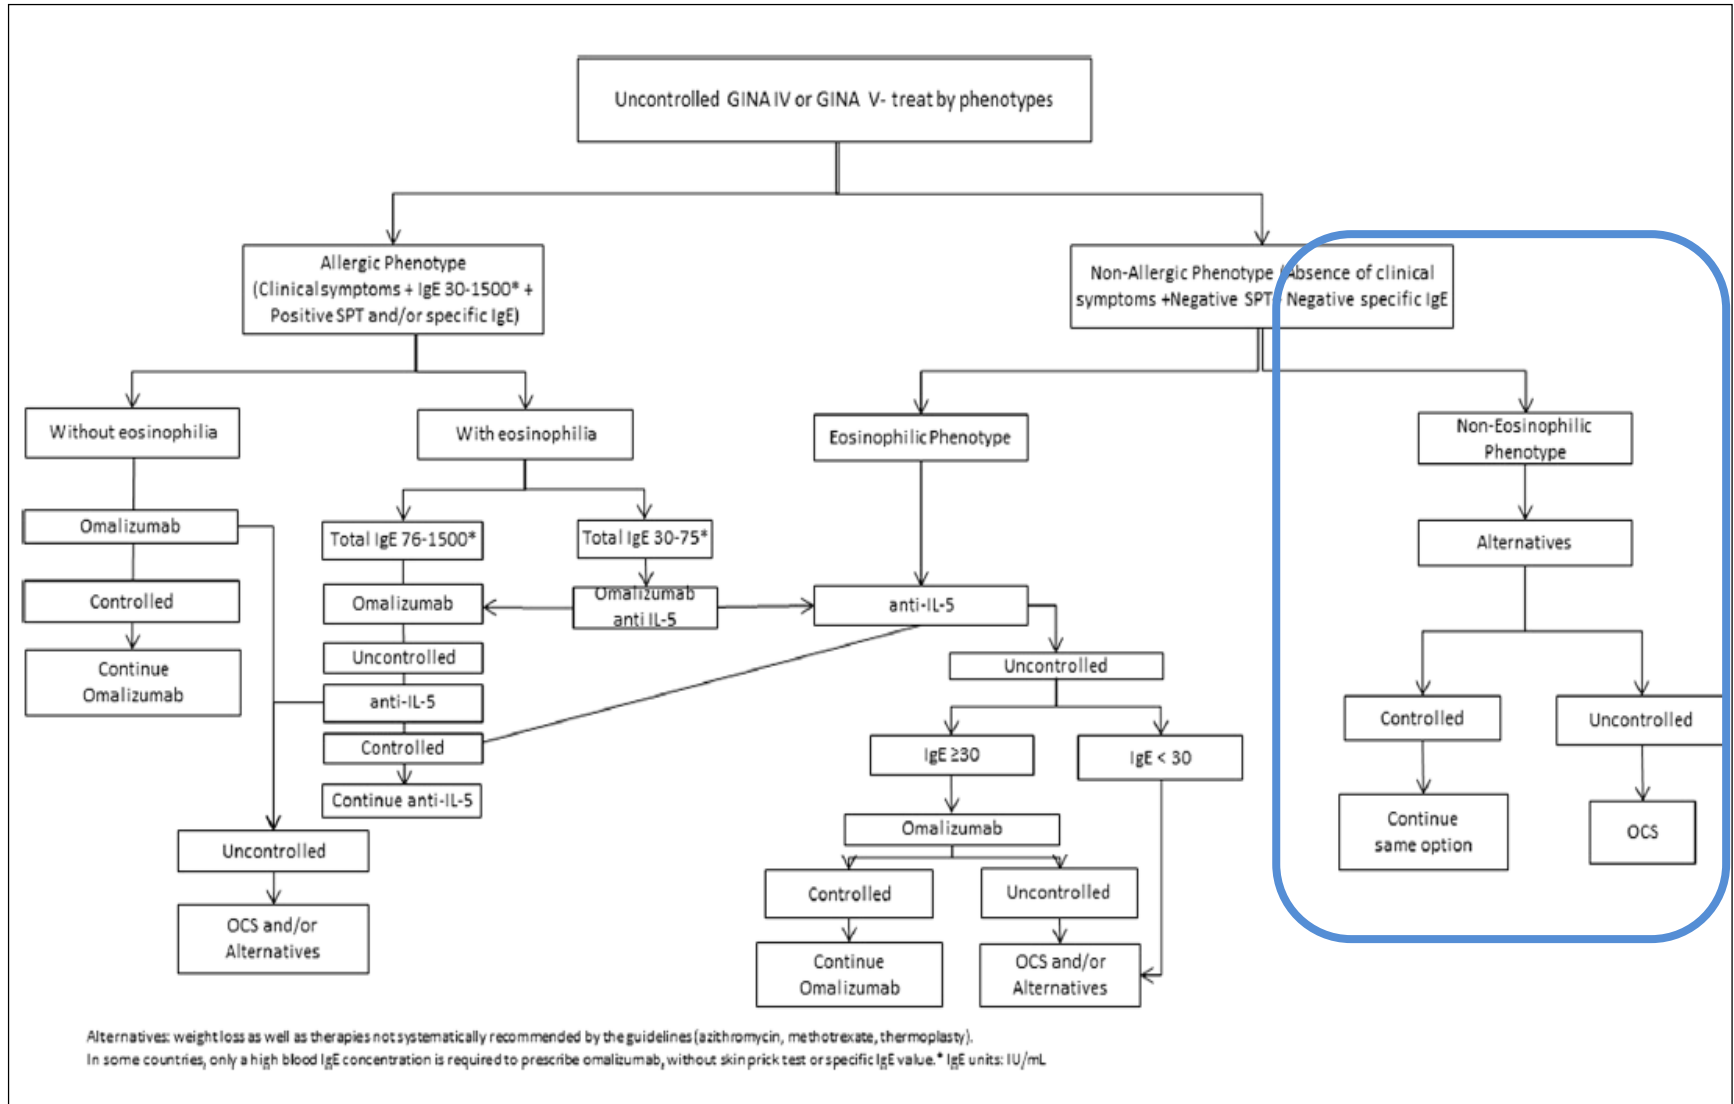 Uncontrolled GINA IV or GINA V- treat by phenotypes
Allergic Phenotype
(Clinical symptoms + IgE 30-1500* +
Positive SPT and/or specific IgE)
Non-Allergic Phenotype (Absence of clinical
symptoms +Negative SPT+ Negative specific IgE
Without eosinophilia
With eosinophilia
Eosinophilic Phenotype
Non-Eosinophilic
Phenotype
Omalizumab
Total IgE 76-1500*
Total IgE 30-75*
Alternatives
Controlled
Omalizumab
Omalizumab
anti IL-5
anti-IL-5
Continue
Omalizumab
Uncontrolled
anti-IL-5
Controlled
Continue anti-IL-5
Uncontrolled
OCS and/or
Alternatives
Uncontrolled
IgE ≥30
IgE < 30
Omalizumab
Controlled
Uncontrolled
Continue
Omalizumab
OCS and/or
Alternatives
Controlled
Uncontrolled
Continue
same option
OCS
Alternatives: weight loss as well as therapies not systematically recommended by the guidelines (azithromycin, methotrexate, thermoplasty).
In some countries, only a high blood IgE concentration is required to prescribe omalizumab, without skin prick test or specific IgE value.* IgE units: IU/mL